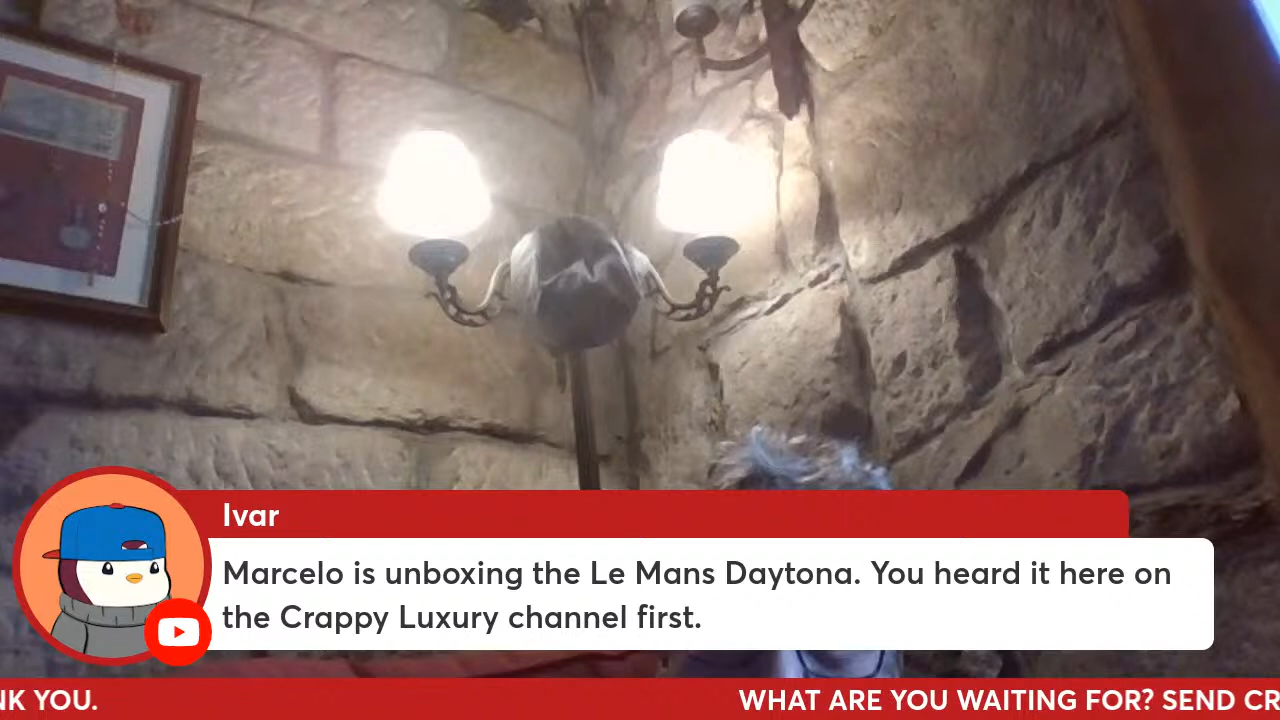 Ivar
Marcelo is unboxing the Le Mans Daytona. You heard it here on
the Crappy Luxury channel first.
NK YOU.
WHAT ARE YOU WAITING FOR? SEND CR